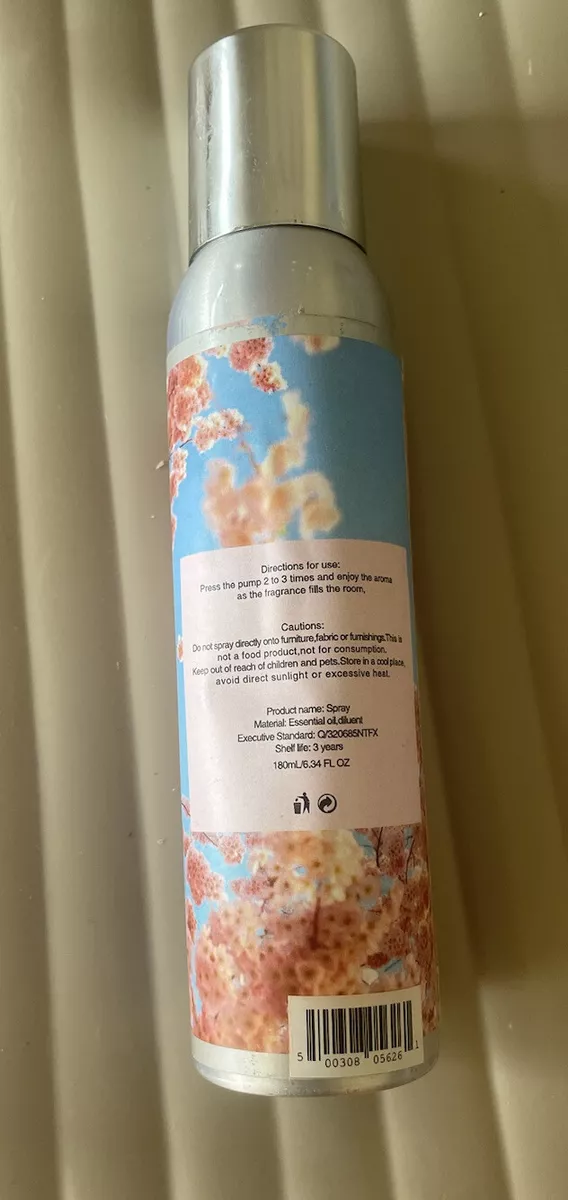 Directions for use:
Press the pump 2 to 3 times and enjoy the aroma
as the fragrance fills the room,
Cautions:
Do not spray directly onto furniture,fabric or furnishings.This is
not a food product,not for consumption.
Keep out of reach of children and pets.Store in a cool place,
avoid direct sunlight or excessive heat.
Product name: Spray
Material: Essential oil,diluent
Executive Standard: Q/320685NTFX
Shelf life: 3 years
180mL/6.34 FL OZ
5 00308 05626 1